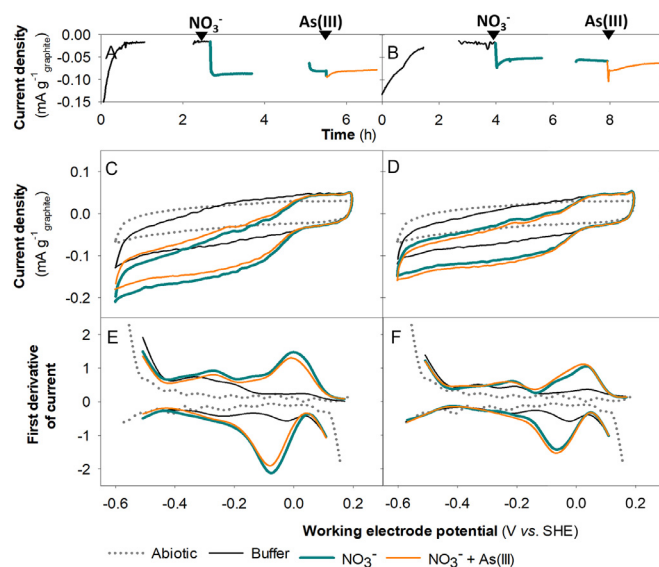 NO₃⁻ As(III) NO₃⁻ As(III)
Current density
(mA g⁻¹graphite)
0.00
-0.05
-0.10
-0.15
A
B
0 2 4 6 0 2 4 6 8
Time (h)
Current density
(mA g⁻¹graphite)
0.1
0.0
-0.1
-0.2
C
D
First derivative
of current
2
1
0
-1
-2
E
F
-0.6 -0.4 -0.2 0.0 0.2 -0.6 -0.4 -0.2 0.0 0.2
Working electrode potential (V vs. SHE)
Abiotic Buffer NO₃⁻ NO₃⁻ + As(III)